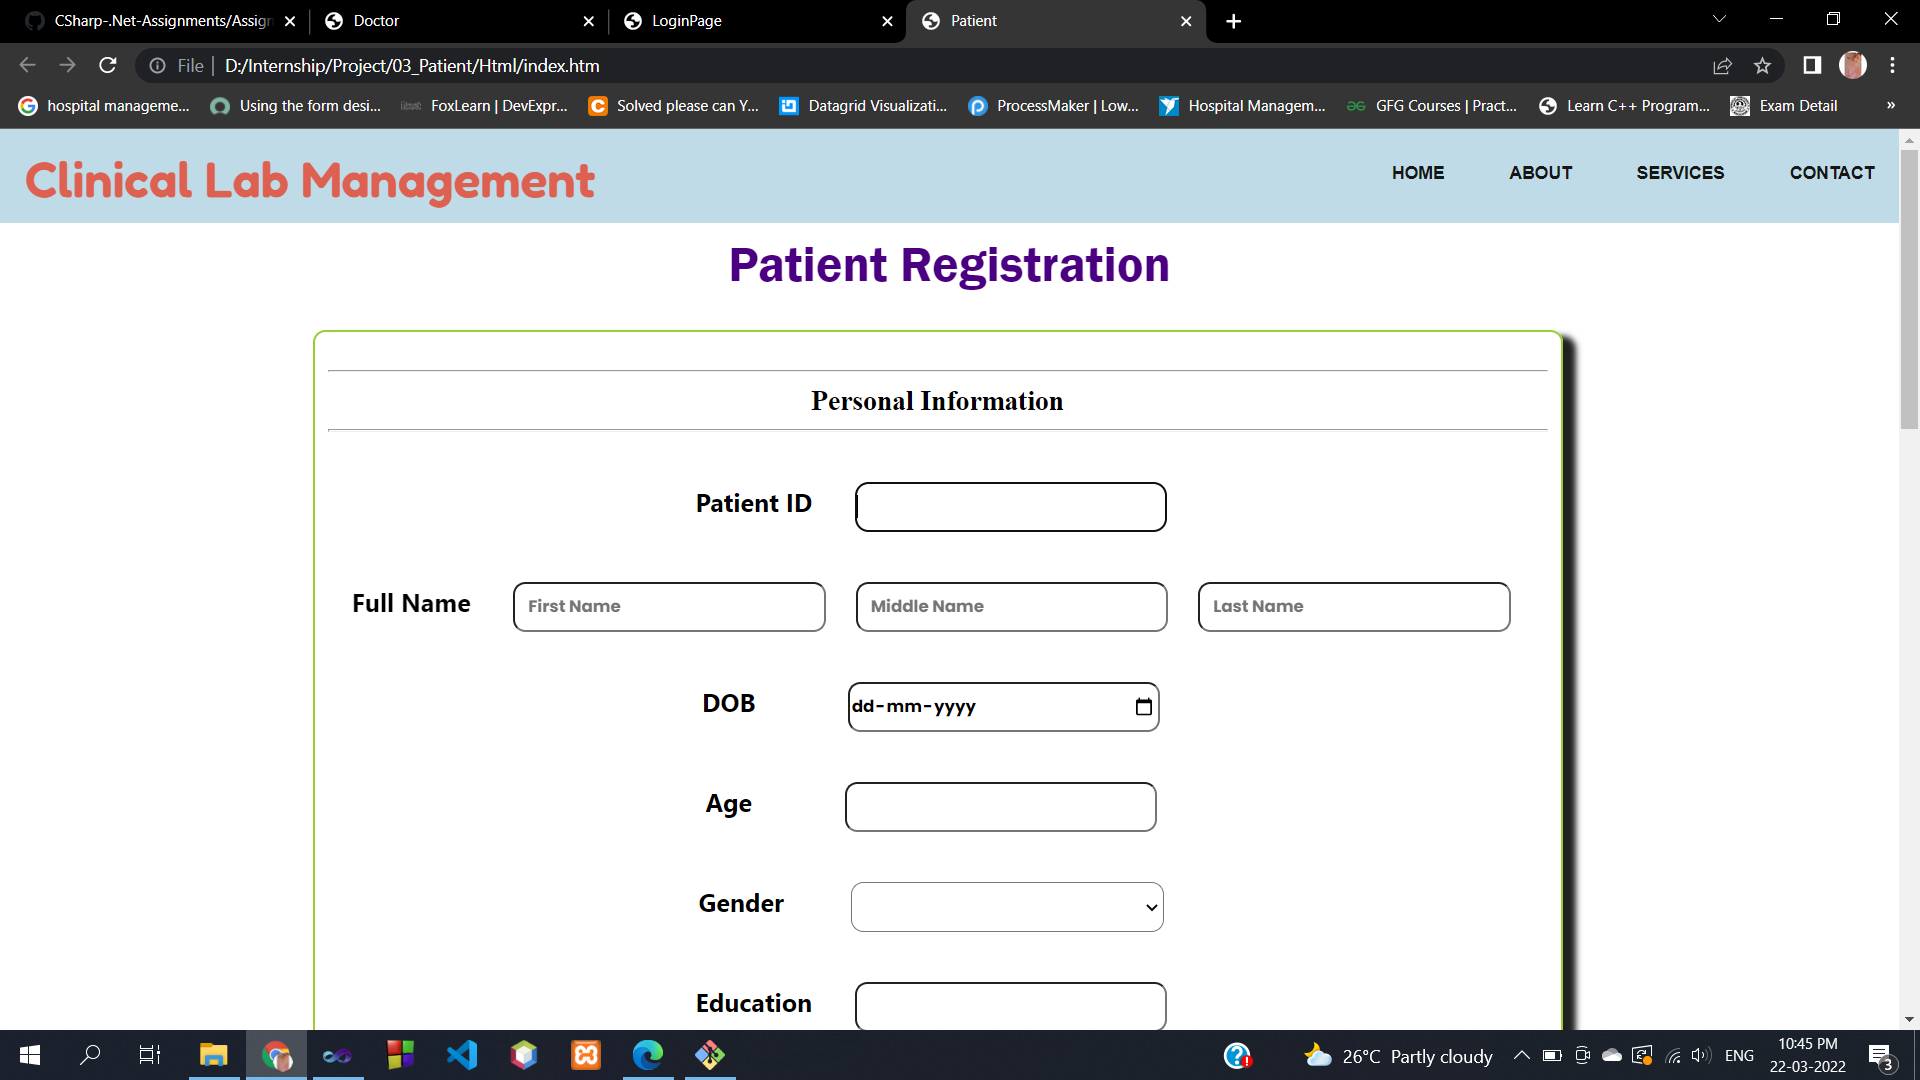 CSharp-.Net-Assignments/Assign
Doctor
LoginPage
Patient
File
D:/Internship/Project/03_Patient/Html/index.htm
hospital manageme...
Using the form desi...
FoxLearn | DevExpr...
Solved please can Y...
Datagrid Visualizati...
ProcessMaker | Low...
Hospital Managem...
GFG Courses | Pract...
Learn C++ Program...
Exam Detail
»
Clinical Lab Management
HOME
ABOUT
SERVICES
CONTACT
Patient Registration
Personal Information
Patient ID
Full Name
First Name
Middle Name
Last Name
DOB
dd-mm-yyyy
Age
Gender
Education
26°C Partly cloudy
ENG
10:45 PM
22-03-2022
3